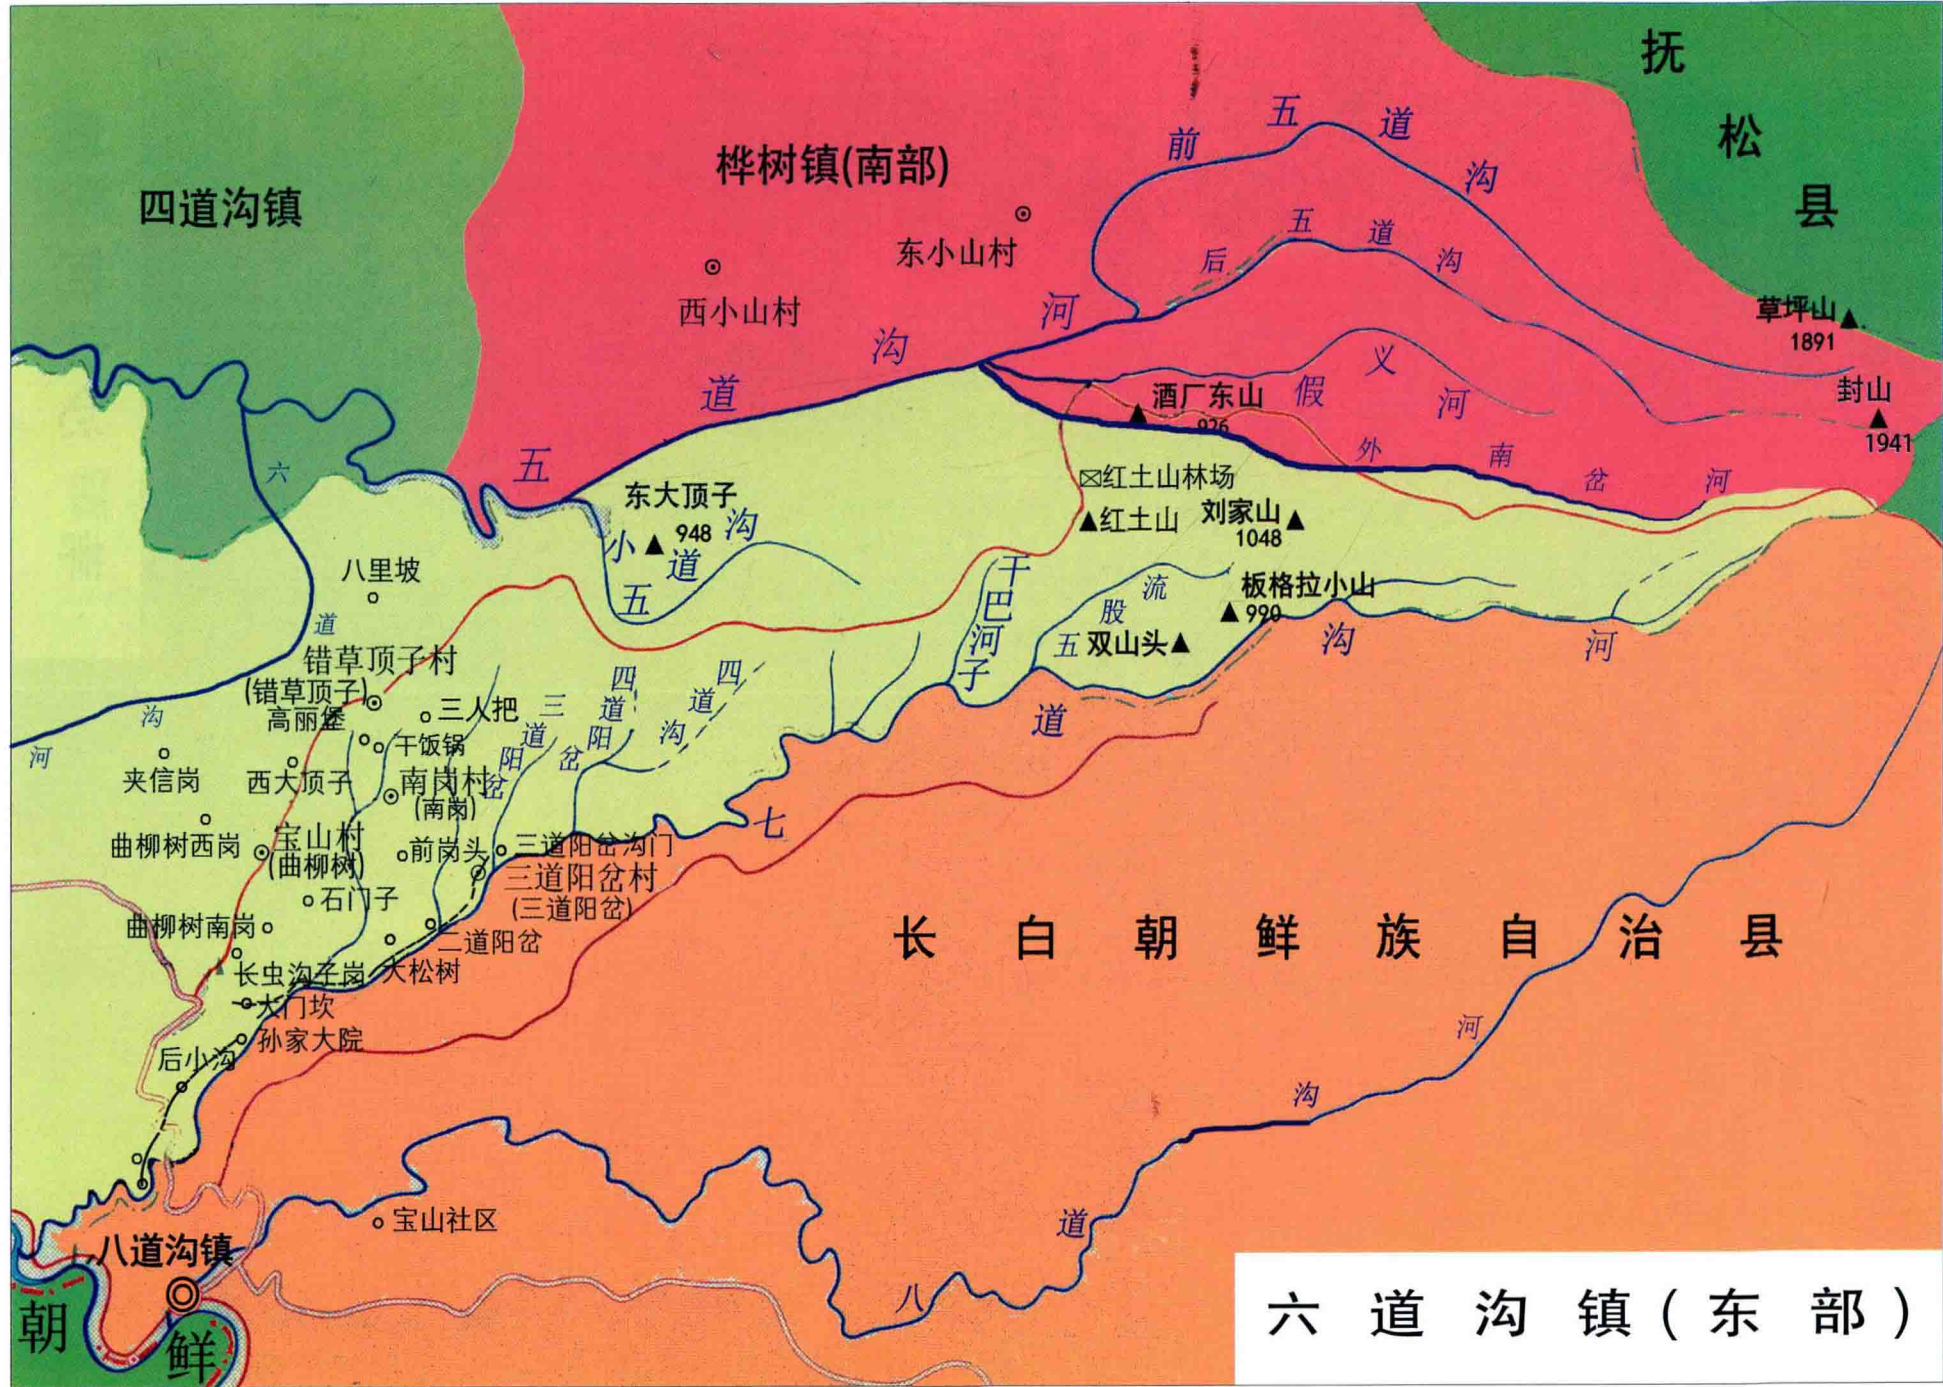 抚松县
四道沟镇
桦树镇(南部)
东小山村
西小山村
前五道沟
后五道沟
五道沟河
草坪山
1891
封山
1941
假义河
酒厂东山
926
外南岔河
红土山林场
红土山
刘家山
1048
东大顶子
948
小五道沟
干巴河子
五股流
板格拉小山
990
双山头
六道沟河
八里坡
错草顶子村
(错草顶子)
高丽堡
三人把
干饭锅
西大顶子
夹信岗
南岗村
(南岗)
曲柳树西岗
宝山村
(曲柳树)
前岗头
三道阳岔
四道阳岔
四道沟
三道阳岔沟门
三道阳岔村
(三道阳岔)
石门子
曲柳树南岗
二道阳岔
大松树
长虫沟子岗
大门坎
孙家大院
后小沟
七道沟河
长白朝鲜族自治县
八道沟河
宝山社区
八道沟镇
朝鲜
六道沟镇(东部)